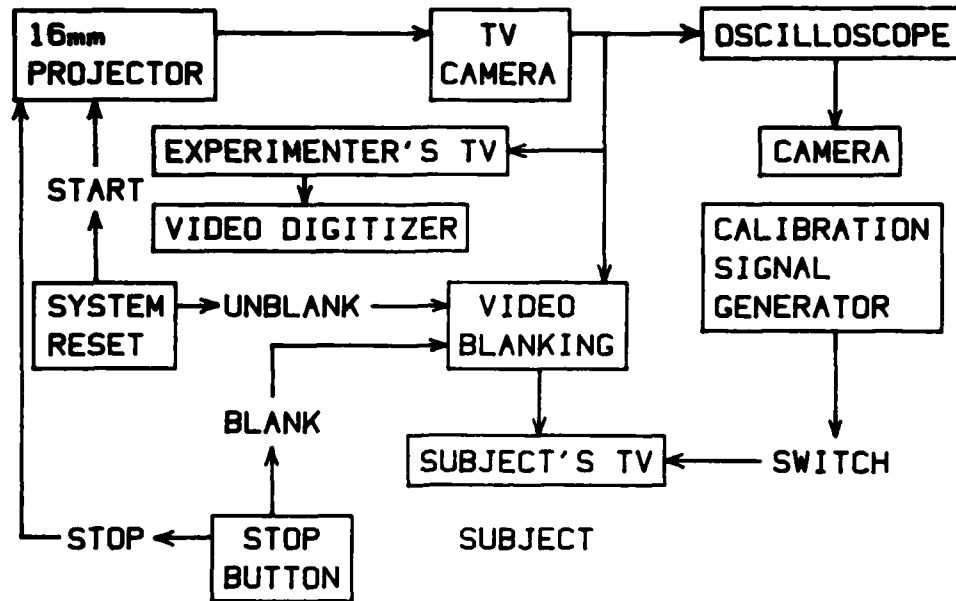 16mm
PROJECTOR
TV
CAMERA
OSCILLOSCOPE
EXPERIMENTER'S TV
CAMERA
START
VIDEO DIGITIZER
CALIBRATION
SIGNAL
GENERATOR
SYSTEM
RESET
UNBLANK
VIDEO
BLANKING
BLANK
SUBJECT'S TV
SWITCH
STOP
STOP
BUTTON
SUBJECT